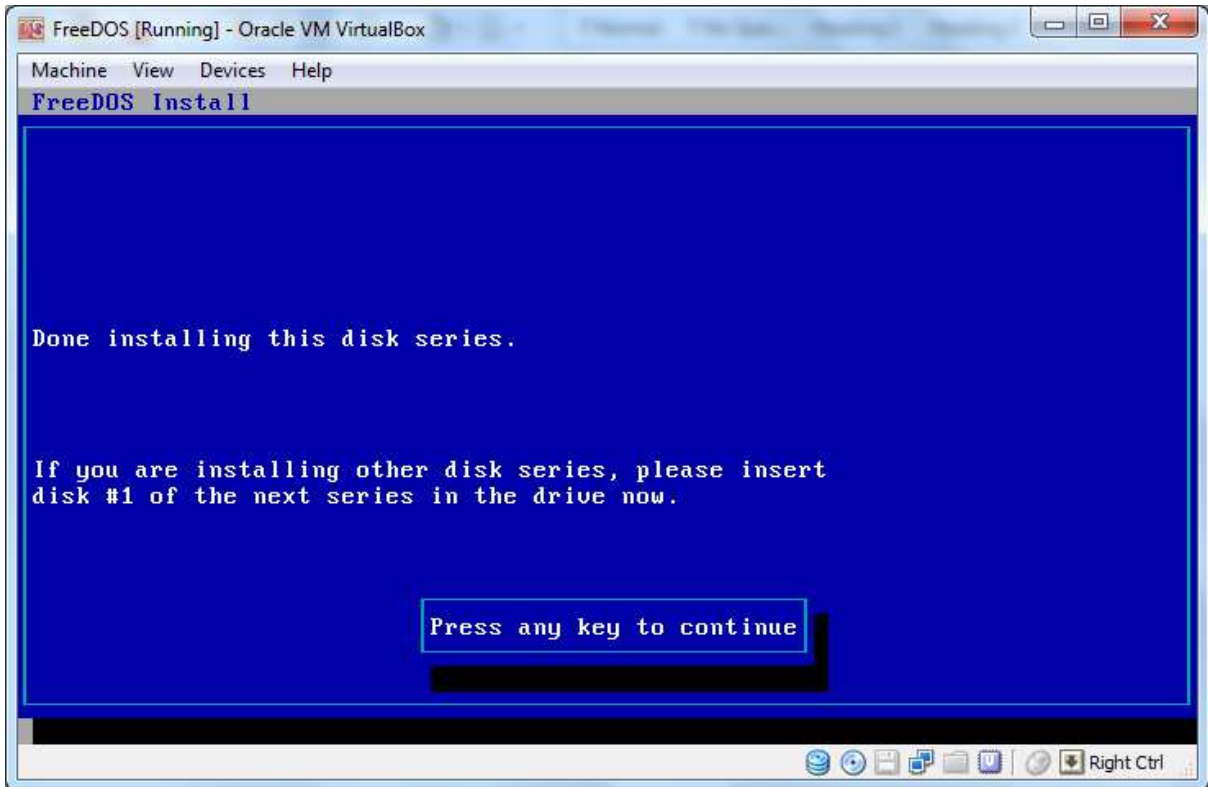 FreeDOS [Running] - Oracle VM VirtualBox
Machine View Devices Help
FreeDOS Install
Done installing this disk series.
If you are installing other disk series, please insert
disk #1 of the next series in the drive now.
Press any key to continue
Right Ctrl